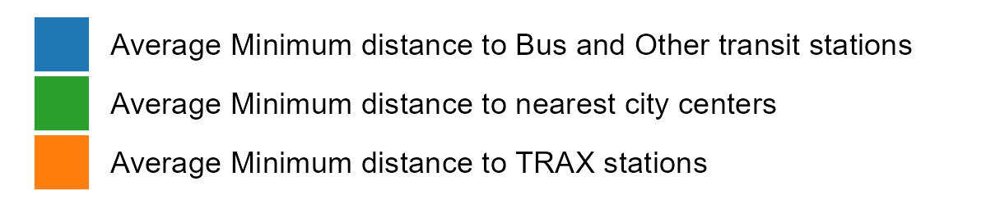 Average Minimum distance to Bus and Other transit stations
Average Minimum distance to nearest city centers
Average Minimum distance to TRAX stations